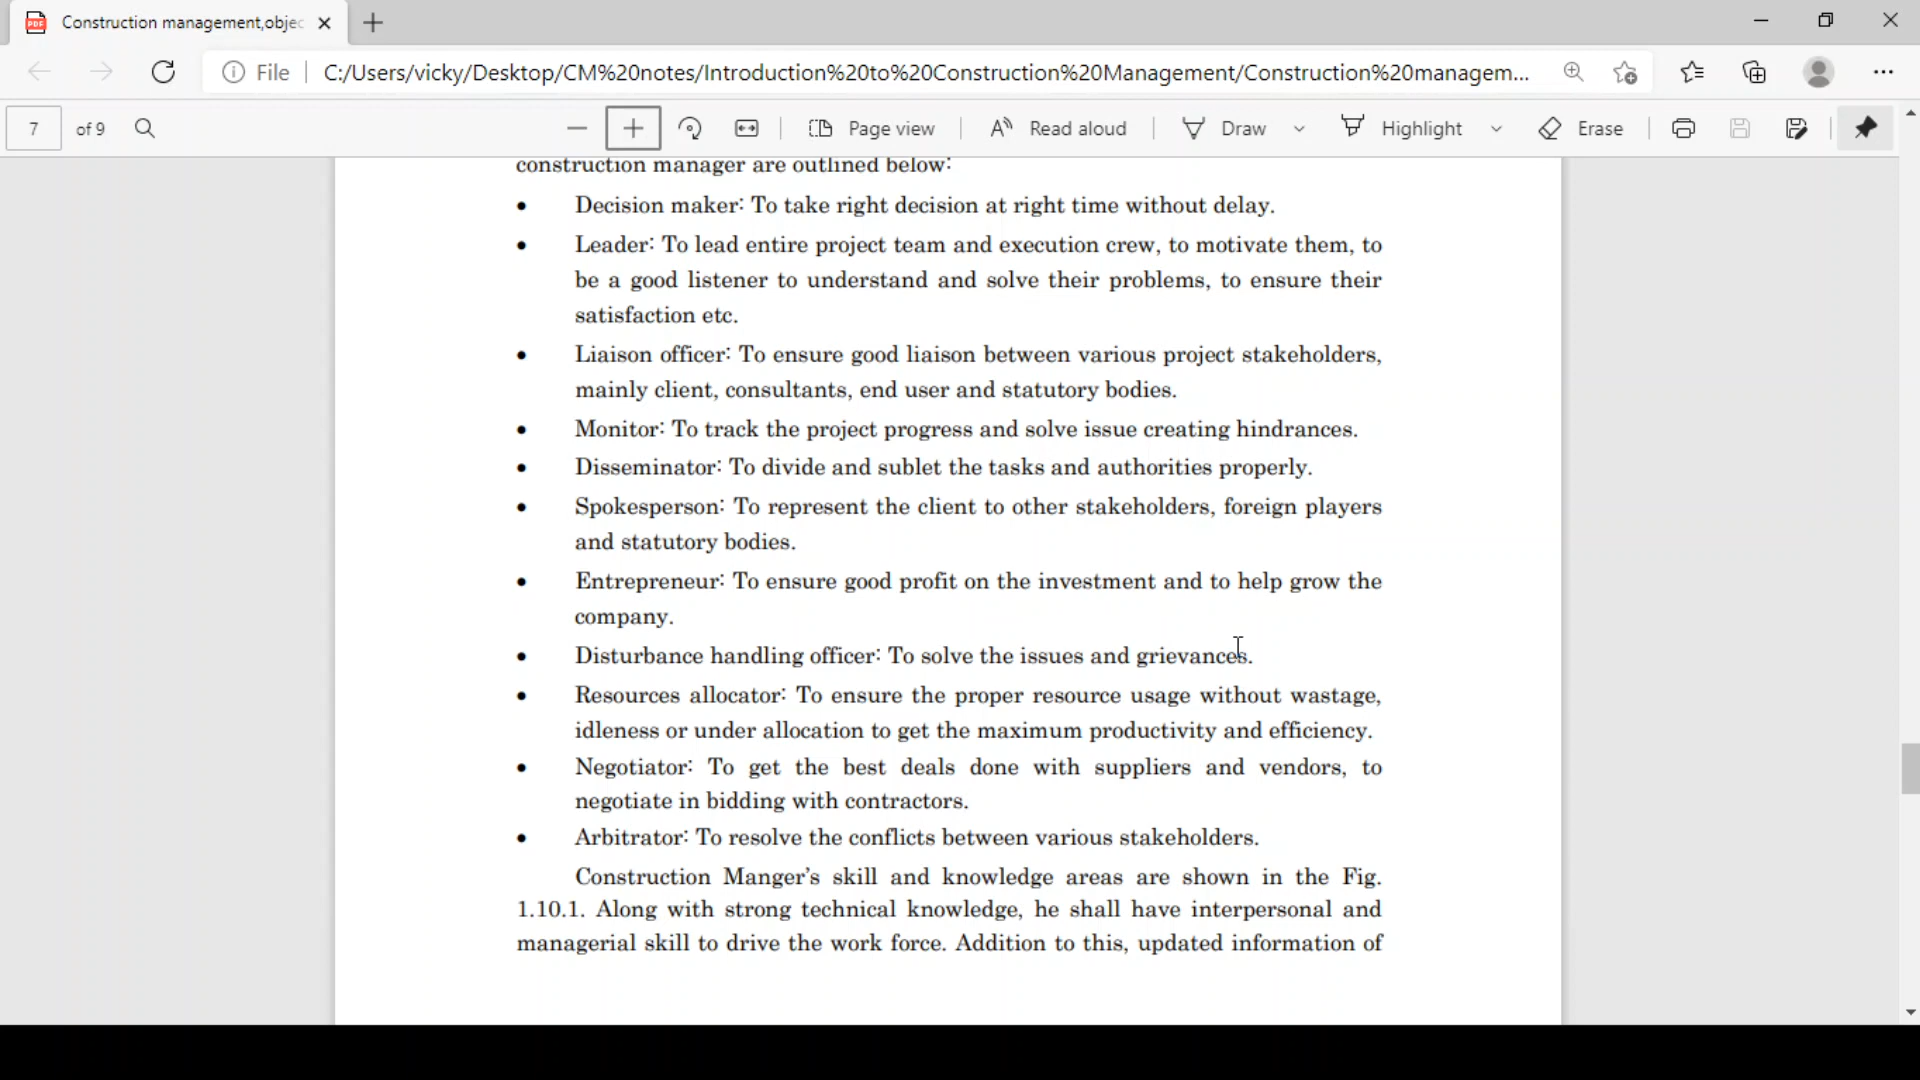 Construction management,objec
File
C:/Users/vicky/Desktop/CM%20notes/Introduction%20to%20Construction%20Management/Construction%20managem...
7 of 9
Page view
Read aloud
Draw
Highlight
Erase
construction manager are outlined below:
• Decision maker: To take right decision at right time without delay.
• Leader: To lead entire project team and execution crew, to motivate them, to
be a good listener to understand and solve their problems, to ensure their
satisfaction etc.
• Liaison officer: To ensure good liaison between various project stakeholders,
mainly client, consultants, end user and statutory bodies.
• Monitor: To track the project progress and solve issue creating hindrances.
• Disseminator: To divide and sublet the tasks and authorities properly.
• Spokesperson: To represent the client to other stakeholders, foreign players
and statutory bodies.
• Entrepreneur: To ensure good profit on the investment and to help grow the
company.
• Disturbance handling officer: To solve the issues and grievances.
• Resources allocator: To ensure the proper resource usage without wastage,
idleness or under allocation to get the maximum productivity and efficiency.
• Negotiator: To get the best deals done with suppliers and vendors, to
negotiate in bidding with contractors.
• Arbitrator: To resolve the conflicts between various stakeholders.
Construction Manger's skill and knowledge areas are shown in the Fig.
1.10.1. Along with strong technical knowledge, he shall have interpersonal and
managerial skill to drive the work force. Addition to this, updated information of